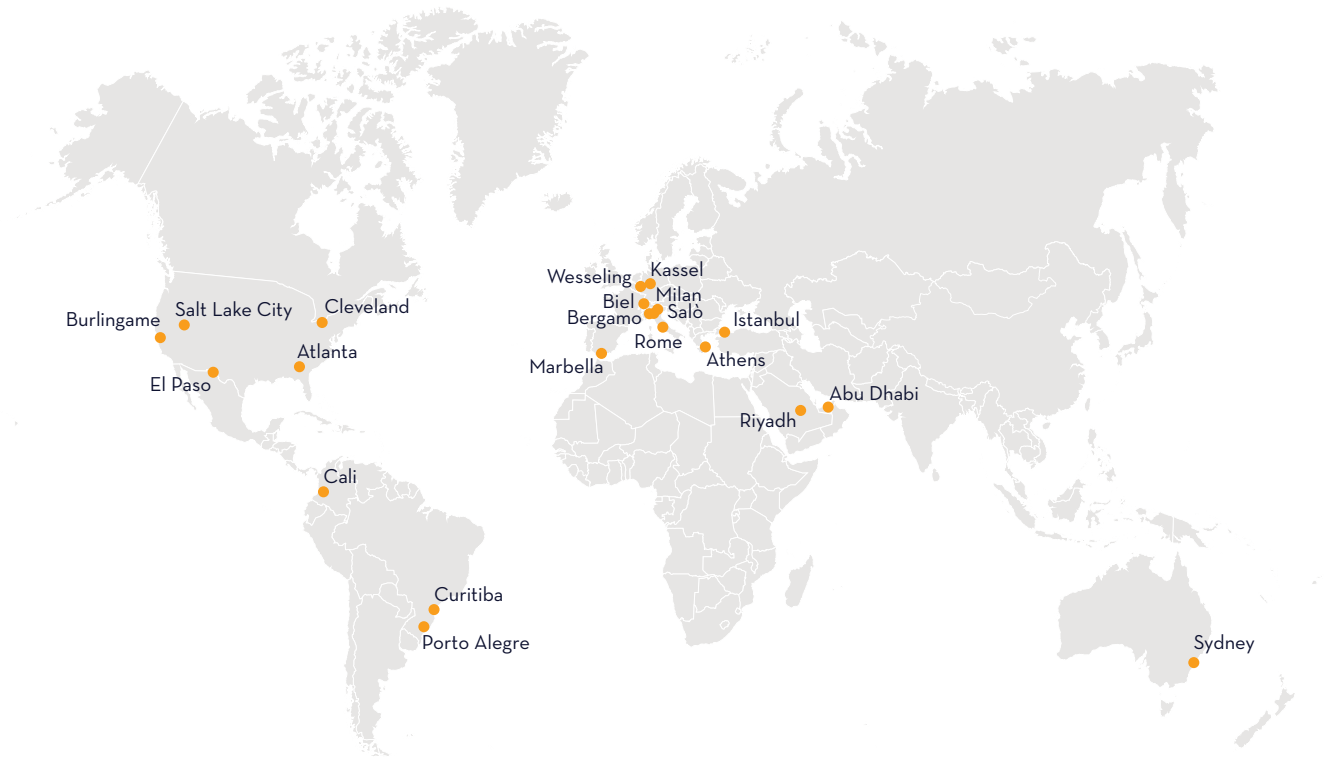 Burlingame
Salt Lake City
Cleveland
Atlanta
El Paso
Wesseling
Kassel
Biel
Milan
Bergamo
Salò
Rome
Istanbul
Marbella
Athens
Riyadh
Abu Dhabi
Cali
Curitiba
Porto Alegre
Sydney